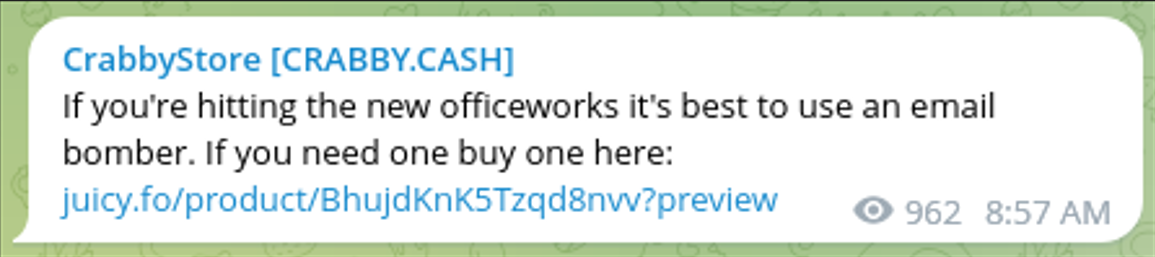 CrabbyStore [CRABBY.CASH]
If you're hitting the new officeworks it's best to use an email
bomber. If you need one buy one here:
juicy.fo/product/BhujdKnK5Tzqd8nvv?preview
962 8:57 AM